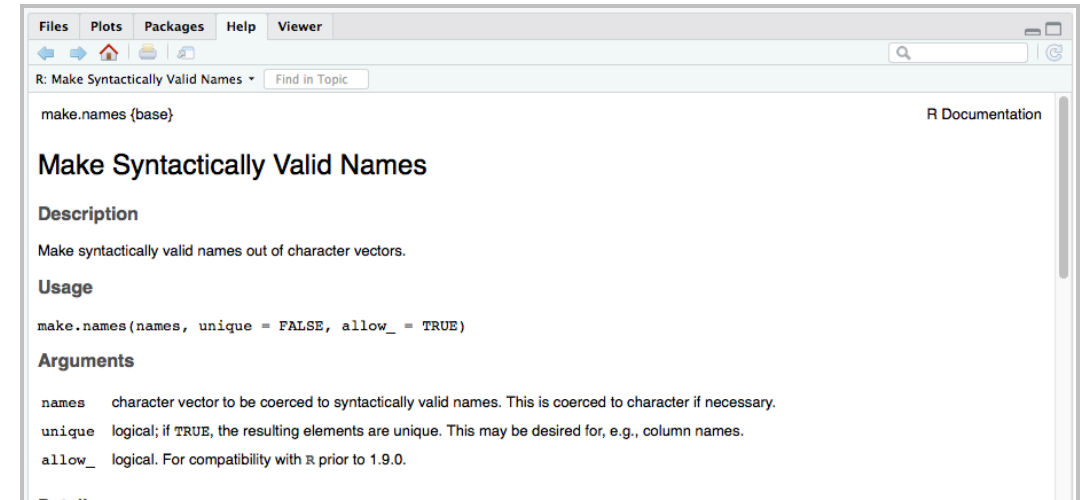 Files Plots Packages Help Viewer
R: Make Syntactically Valid Names Find in Topic
make.names {base} R Documentation
Make Syntactically Valid Names
Description
Make syntactically valid names out of character vectors.
Usage
make.names(names, unique = FALSE, allow_ = TRUE)
Arguments
names character vector to be coerced to syntactically valid names. This is coerced to character if necessary.
unique logical; if TRUE, the resulting elements are unique. This may be desired for, e.g., column names.
allow_ logical. For compatibility with R prior to 1.9.0.